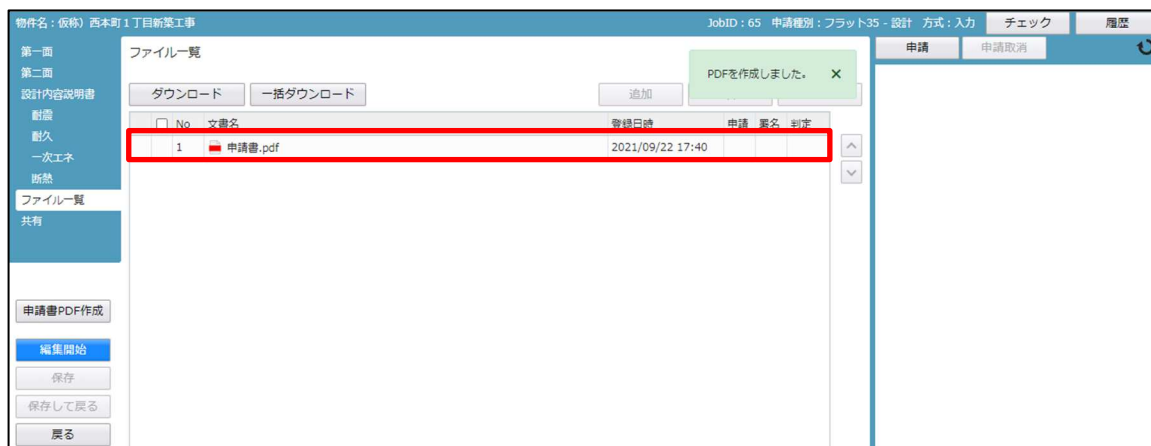 物件名：仮称）西本町１丁目新築工事 JobID：65 申請種別：フラット35 - 設計 方式：入力 チェック 履歴
第一面
第二面
設計内容説明書
耐震
耐久
一次エネ
断熱
ファイル一覧
共有
申請書PDF作成
編集開始
保存
保存して戻る
戻る
ファイル一覧
PDFを作成しました。 ×
ダウンロード 一括ダウンロード 追加
No 文書名 登録日時 申請 署名 判定
1 申請書.pdf 2021/09/22 17:40
申請 申請取消